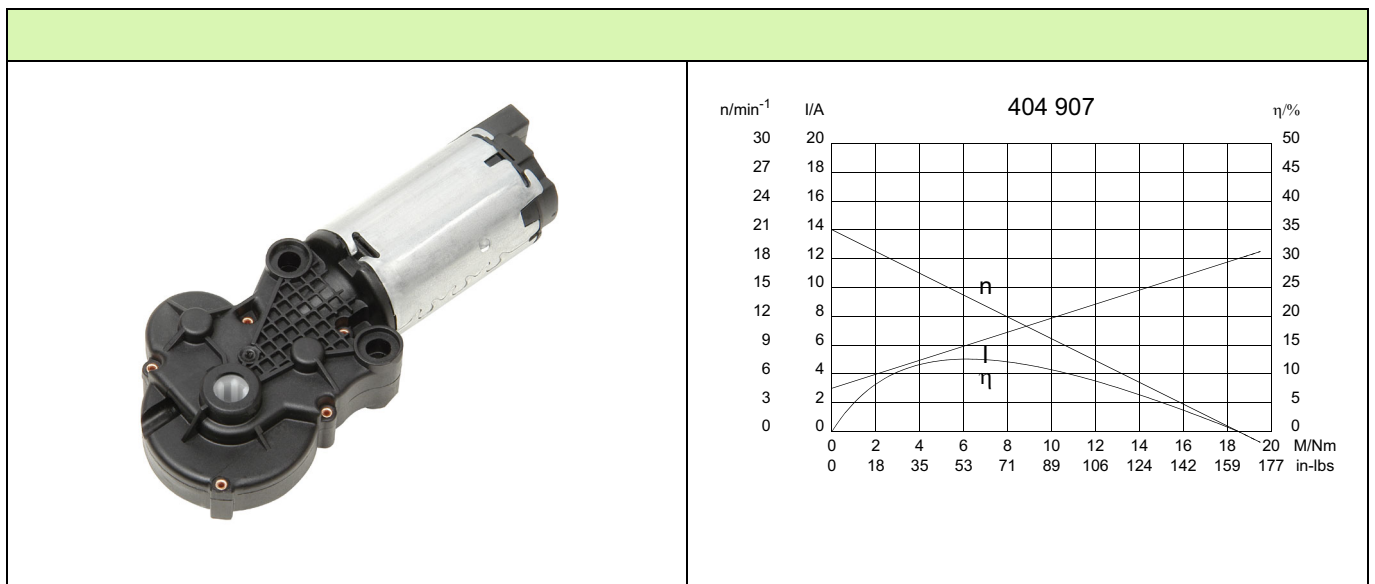 404 907
n/min-1 I/A η/%
30 20 50
27 18 45
24 16 40
21 14 35
18 12 30
15 10 25
12 8 20
9 6 15
6 4 10
3 2 5
0 0 0
n
I
η
0 2 4 6 8 10 12 14 16 18 20 M/Nm
0 18 35 53 71 89 106 124 142 159 177 in-lbs